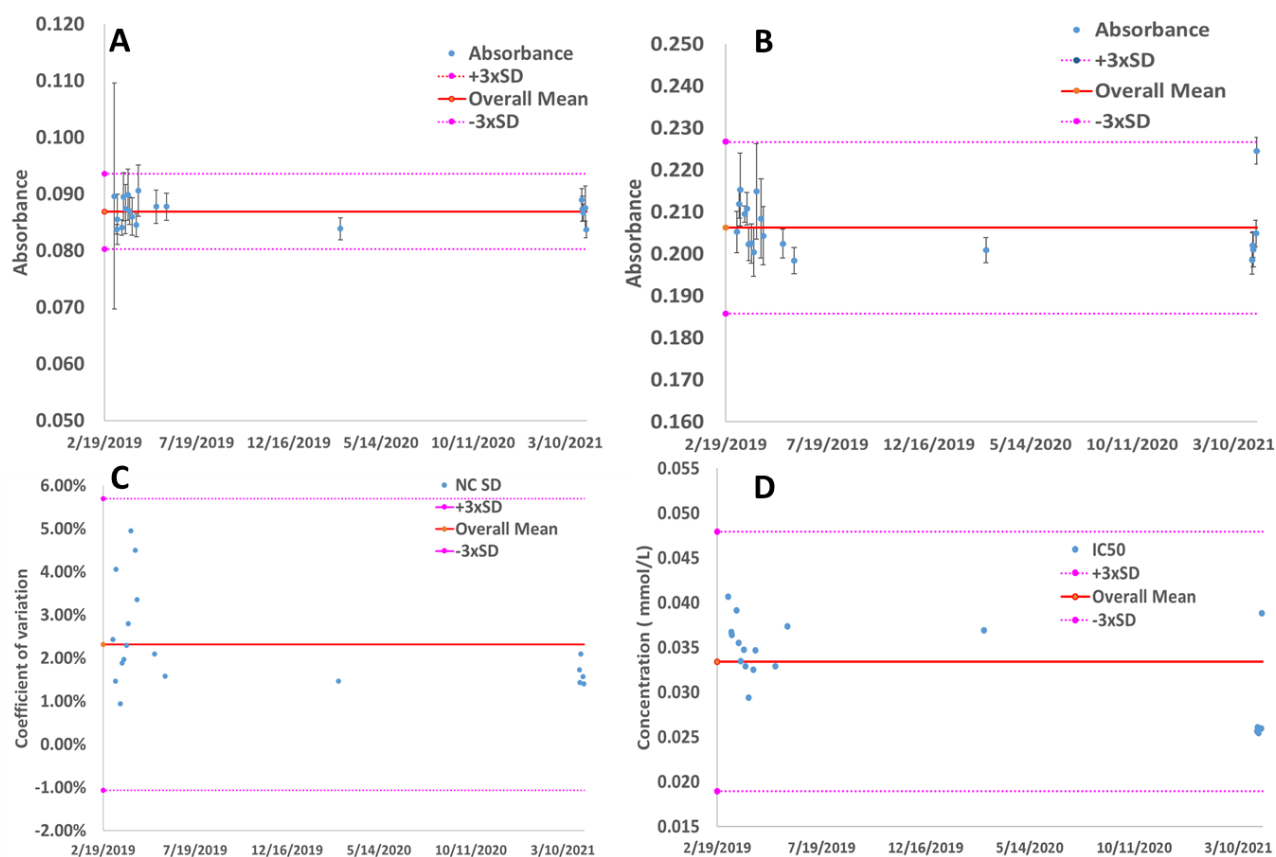 A
Absorbance
+3xSD
Overall Mean
-3xSD
0.120
0.110
0.100
0.090
0.080
0.070
0.060
0.050
Absorbance
2/19/2019 7/19/2019 12/16/2019 5/14/2020 10/11/2020 3/10/2021
B
Absorbance
+3xSD
Overall Mean
-3xSD
0.250
0.240
0.230
0.220
0.210
0.200
0.190
0.180
0.170
0.160
Absorbance
2/19/2019 7/19/2019 12/16/2019 5/14/2020 10/11/2020 3/10/2021
C
NC SD
+3xSD
Overall Mean
-3xSD
6.00%
5.00%
4.00%
3.00%
2.00%
1.00%
0.00%
-1.00%
-2.00%
Coefficient of variation
2/19/2019 7/19/2019 12/16/2019 5/14/2020 10/11/2020 3/10/2021
D
IC50
+3xSD
Overall Mean
-3xSD
0.055
0.050
0.045
0.040
0.035
0.030
0.025
0.020
0.015
Concentration ( mmol/L)
2/19/2019 7/19/2019 12/16/2019 5/14/2020 10/11/2020 3/10/2021